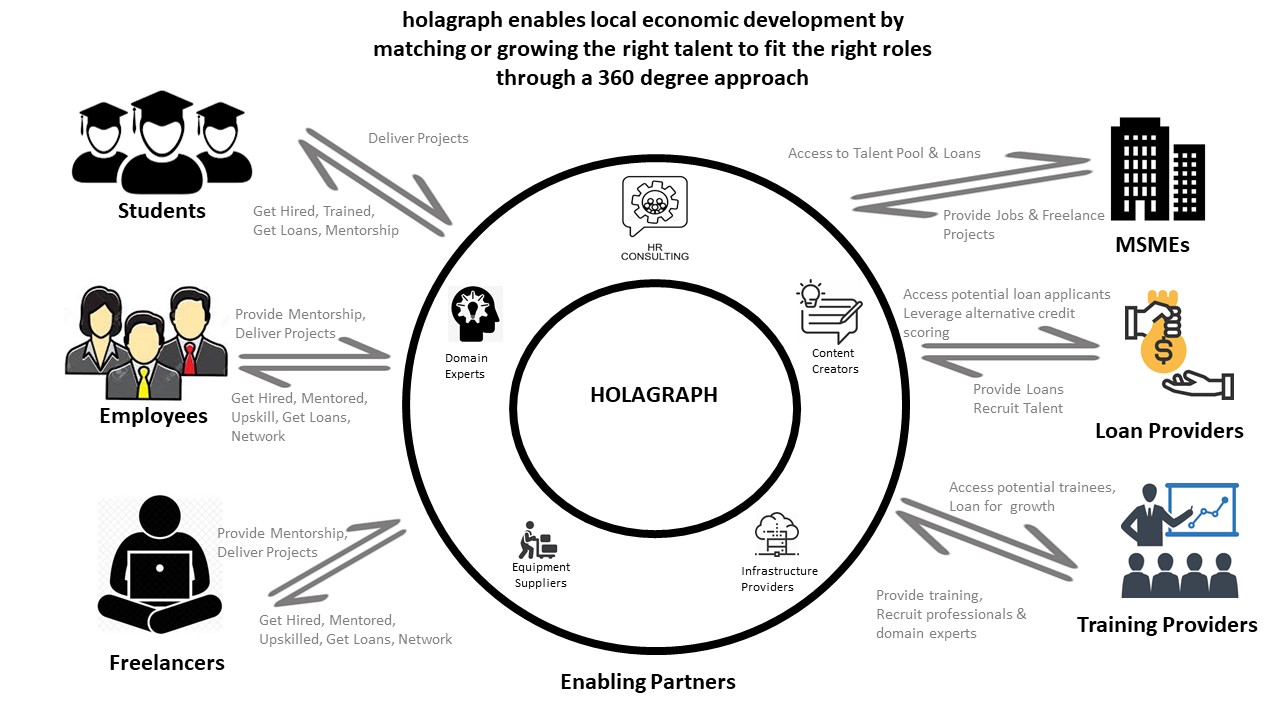 holagraph enables local economic development by
matching or growing the right talent to fit the right roles
through a 360 degree approach
Deliver Projects
Students
Get Hired, Trained,
Get Loans, Mentorship
Access to Talent Pool & Loans
Provide Jobs & Freelance
Projects
MSMEs
HR
CONSULTING
Provide Mentorship,
Deliver Projects
Employees
Get Hired, Mentored,
Upskill, Get Loans,
Network
Domain
Experts
Content
Creators
HOLAGRAPH
Access potential loan applicants
Leverage alternative credit
scoring
Provide Loans
Recruit Talent
Loan Providers
$
Provide Mentorship,
Deliver Projects
Get Hired, Mentored,
Upskilled, Get Loans, Network
Freelancers
Equipment
Suppliers
Infrastructure
Providers
Access potential trainees,
Loan for growth
Provide training,
Recruit professionals &
domain experts
Training Providers
Enabling Partners